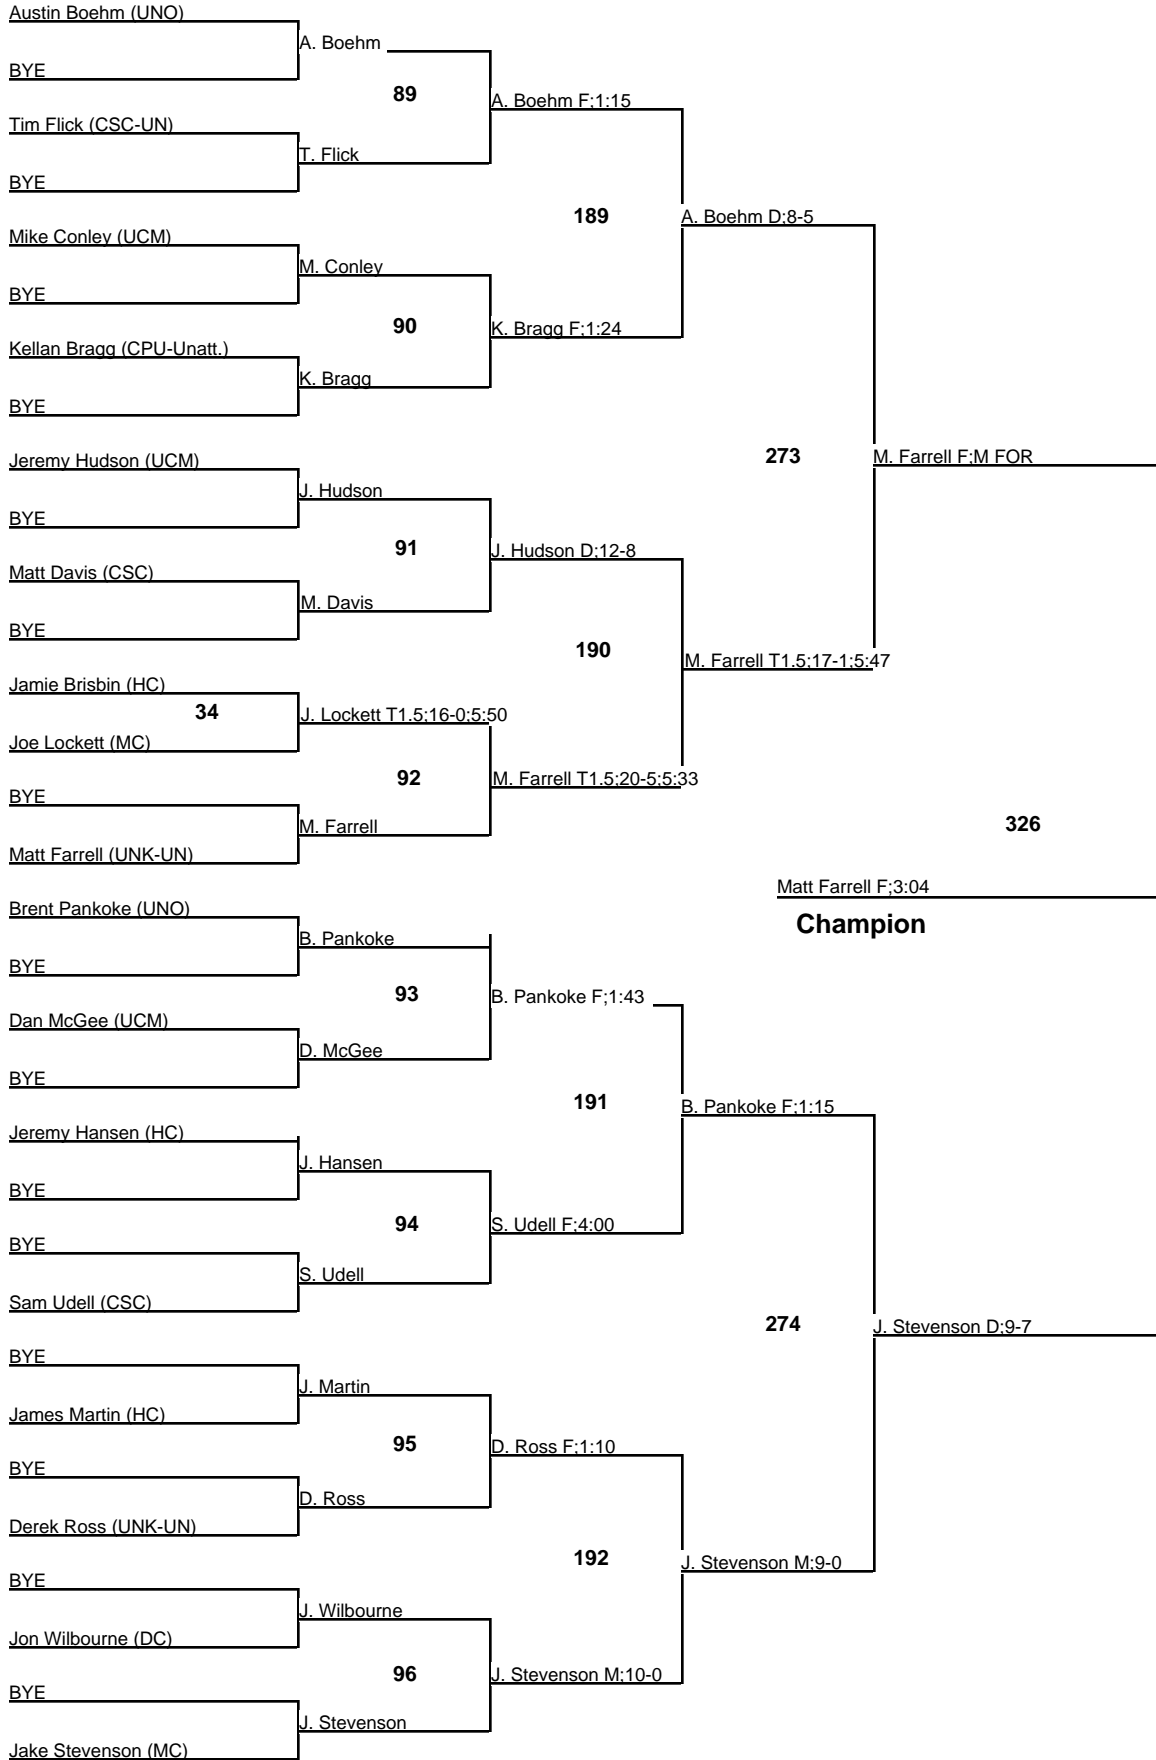 Austin Boehm (UNO)
A. Boehm
BYE
89
A. Boehm F;1:15
Tim Flick (CSC-UN)
T. Flick
BYE
189
A. Boehm D;8-5
Mike Conley (UCM)
M. Conley
BYE
90
K. Bragg F;1:24
Kellan Bragg (CPU-Unatt.)
K. Bragg
BYE
273
M. Farrell F;M FOR
Jeremy Hudson (UCM)
J. Hudson
BYE
91
J. Hudson D;12-8
Matt Davis (CSC)
M. Davis
BYE
190
M. Farrell T1.5;17-1;5:47
Jamie Brisbin (HC)
34
J. Lockett T1.5;16-0;5:50
Joe Lockett (MC)
92
M. Farrell T1.5;20-5;5:33
BYE
M. Farrell
Matt Farrell (UNK-UN)
326
Matt Farrell F;3:04
Champion
Brent Pankoke (UNO)
B. Pankoke
BYE
93
B. Pankoke F;1:43
Dan McGee (UCM)
D. McGee
BYE
191
B. Pankoke F;1:15
Jeremy Hansen (HC)
J. Hansen
BYE
94
S. Udell F;4:00
BYE
S. Udell
Sam Udell (CSC)
274
J. Stevenson D;9-7
BYE
J. Martin
James Martin (HC)
95
D. Ross F;1:10
BYE
D. Ross
Derek Ross (UNK-UN)
192
J. Stevenson M;9-0
BYE
J. Wilbourne
Jon Wilbourne (DC)
96
J. Stevenson M;10-0
BYE
J. Stevenson
Jake Stevenson (MC)